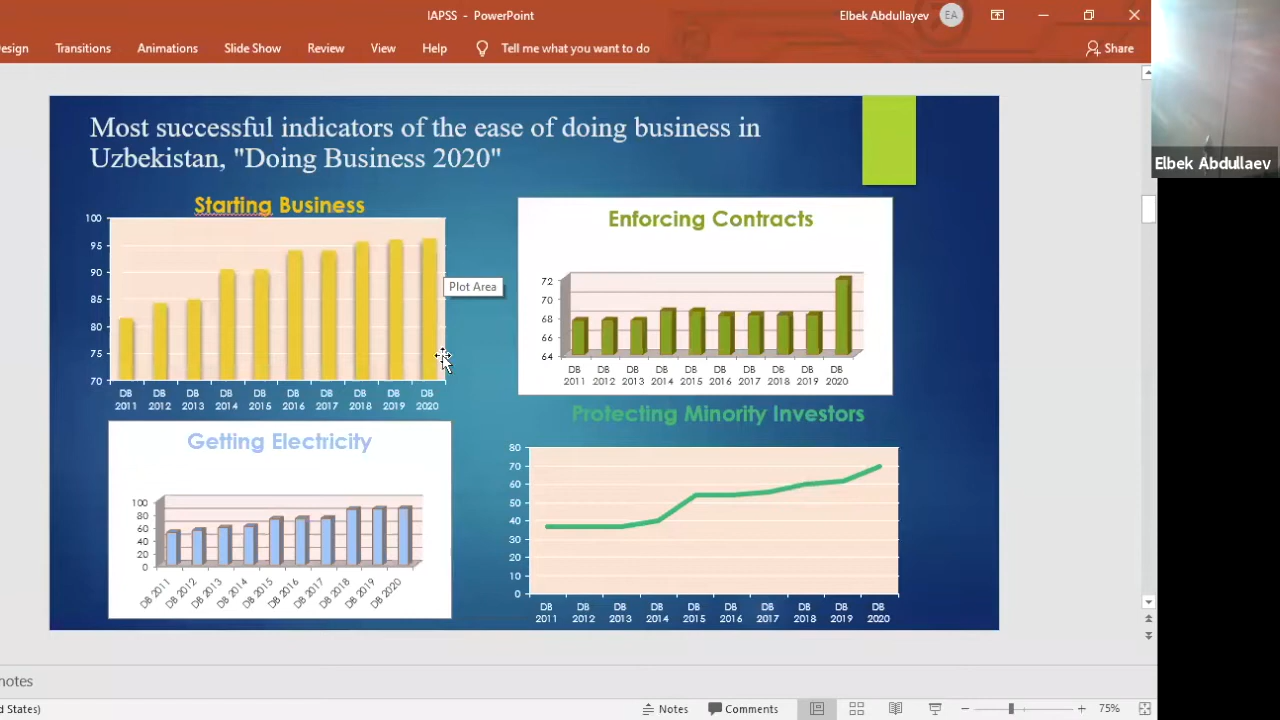 IAPSS - PowerPoint
Elbek Abdullayev EA
esign Transitions Animations Slide Show Review View Help Tell me what you want to do Share
Elbek Abdullaev
Most successful indicators of the ease of doing business in
Uzbekistan, "Doing Business 2020"
Starting Business
100
95
90
85
80
75
70
DB DB DB DB DB DB DB DB DB DB
2011 2012 2013 2014 2015 2016 2017 2018 2019 2020
Plot Area
Enforcing Contracts
72
70
68
66
64
DB DB DB DB DB DB DB DB DB DB
2011 2012 2013 2014 2015 2016 2017 2018 2019 2020
Getting Electricity
100
80
60
40
20
0
DB 2011 DB 2012 DB 2013 DB 2014 DB 2015 DB 2016 DB 2017 DB 2018 DB 2019 DB 2020
Protecting Minority Investors
80
70
60
50
40
30
20
10
0
DB DB DB DB DB DB DB DB DB DB
2011 2012 2013 2014 2015 2016 2017 2018 2019 2020
notes
d States) Notes Comments 75%